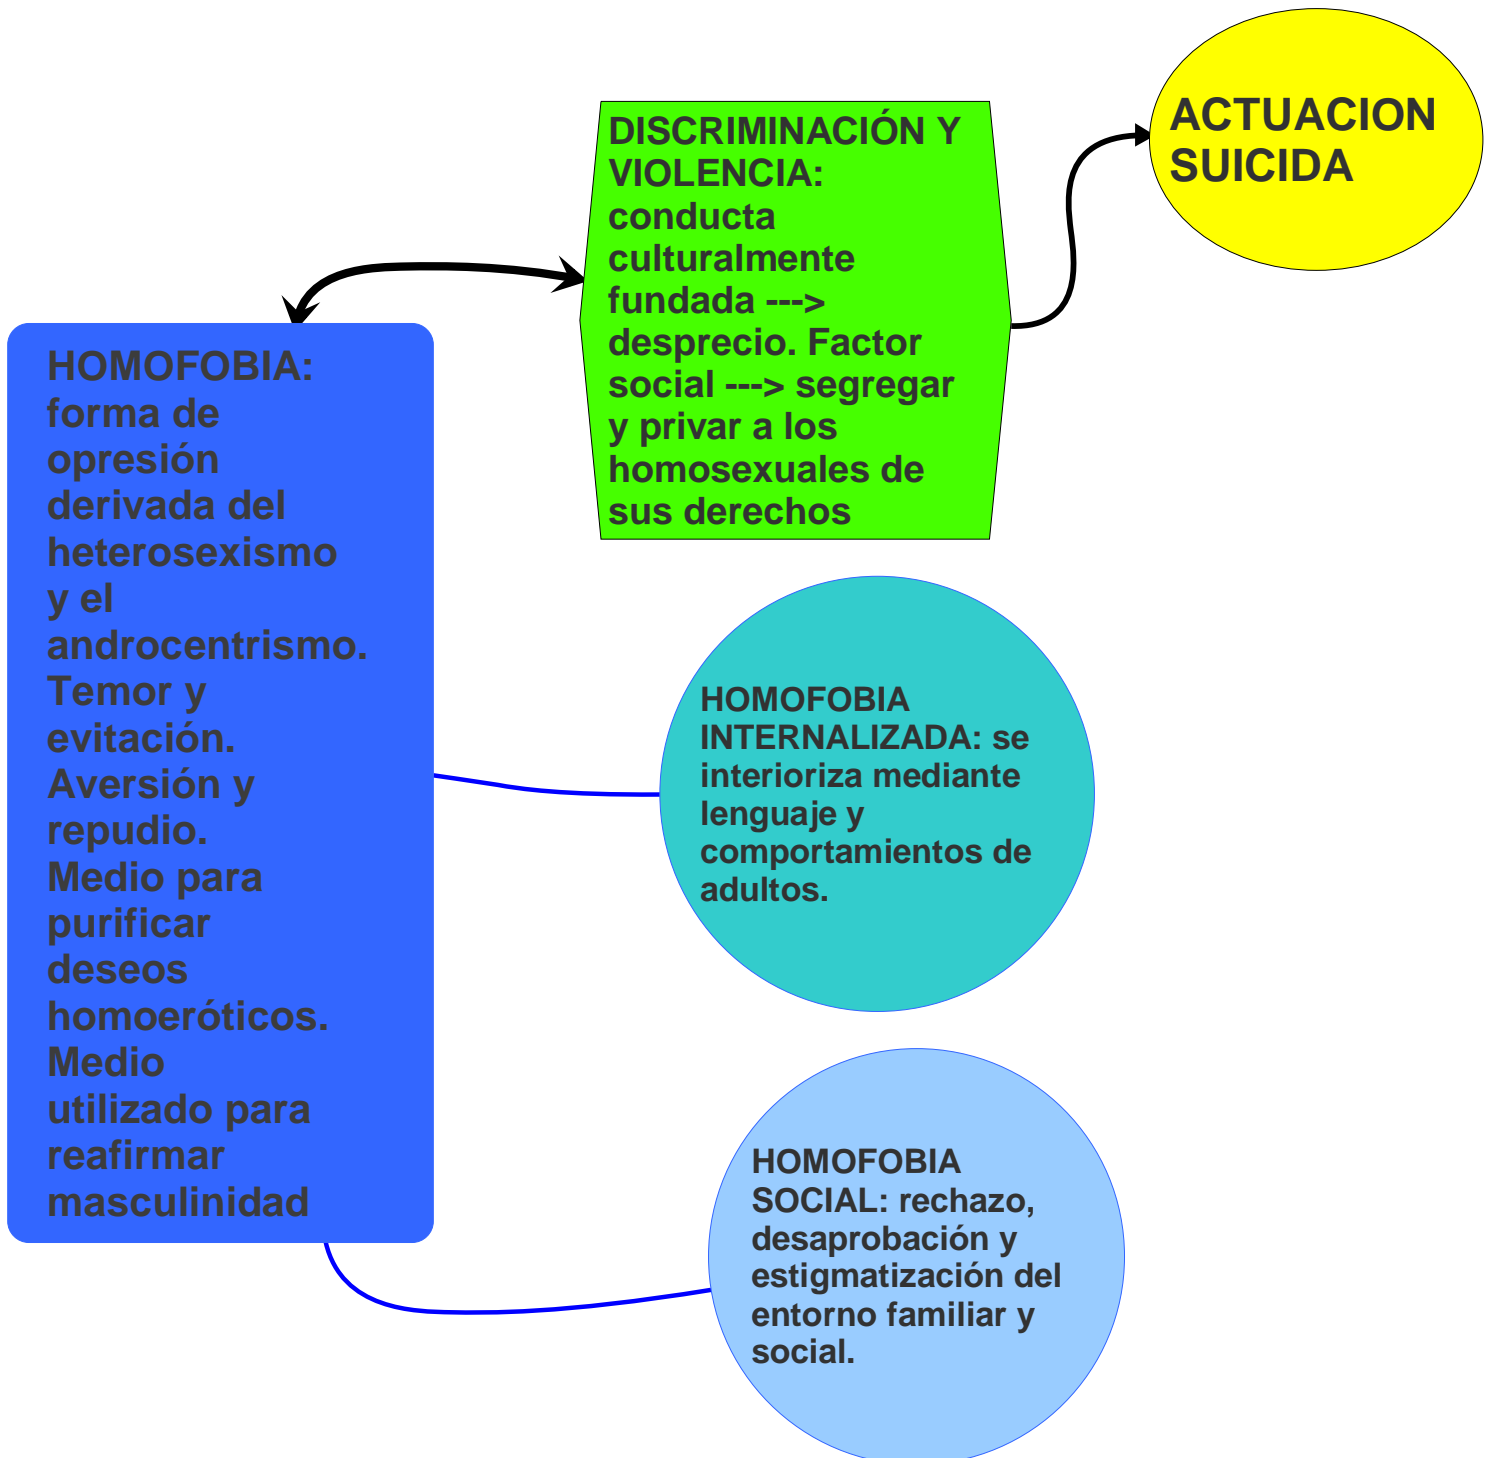 ACTUACION
SUICIDA
DISCRIMINACIÓN Y
VIOLENCIA:
conducta
culturalmente
fundada --->
desprecio. Factor
social ---> segregar
y privar a los
homosexuales de
sus derechos
HOMOFOBIA:
forma de
opresión
derivada del
heterosexismo
y el
androcentrismo.
Temor y
evitación.
Aversión y
repudio.
Medio para
purificar
deseos
homoeróticos.
Medio
utilizado para
reafirmar
masculinidad
HOMOFOBIA
INTERNALIZADA: se
interioriza mediante
lenguaje y
comportamientos de
adultos.
HOMOFOBIA
SOCIAL: rechazo,
desaprobación y
estigmatización del
entorno familiar y
social.